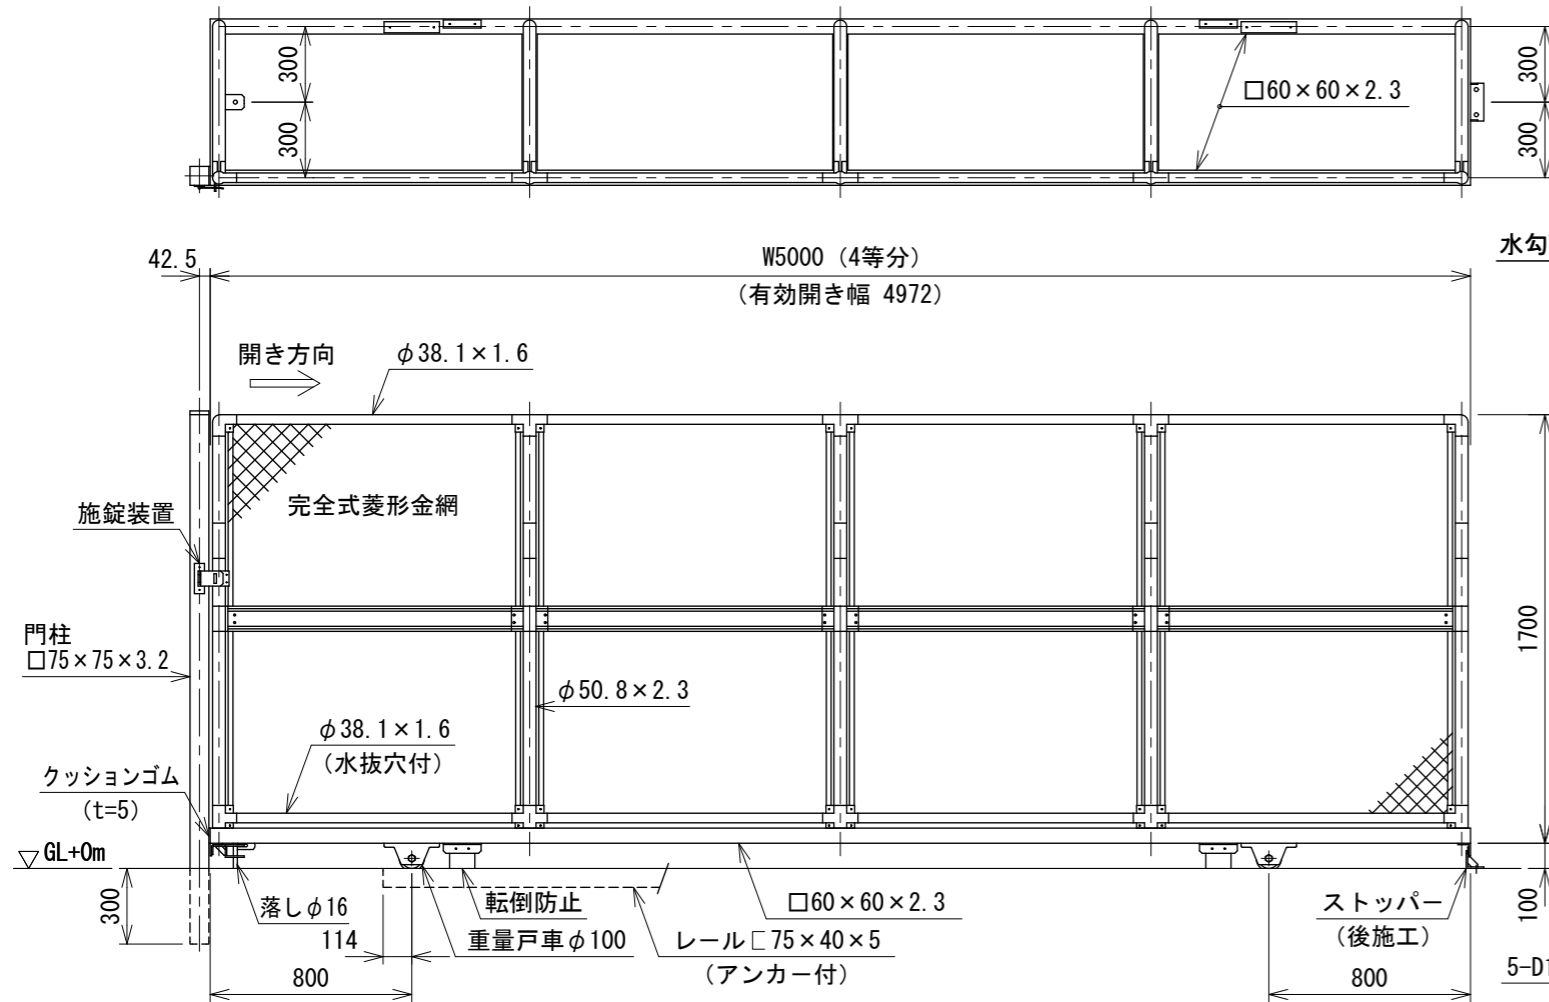 300
300
□60×60×2.3
300
300
42.5
W5000 (4等分)
(有効開き幅 4972)
水勾
開き方向
φ38.1×1.6
完全式菱形金網
施錠装置
門柱
□75×75×3.2
1700
φ50.8×2.3
φ38.1×1.6
(水抜穴付)
クッションゴム
(t=5)
▽GL+0m
300
落しφ16
転倒防止
□60×60×2.3
ストッパー
(後施工)
100
114
重量戸車φ100
レール⊏75×40×5
(アンカー付)
800
800
5-D1